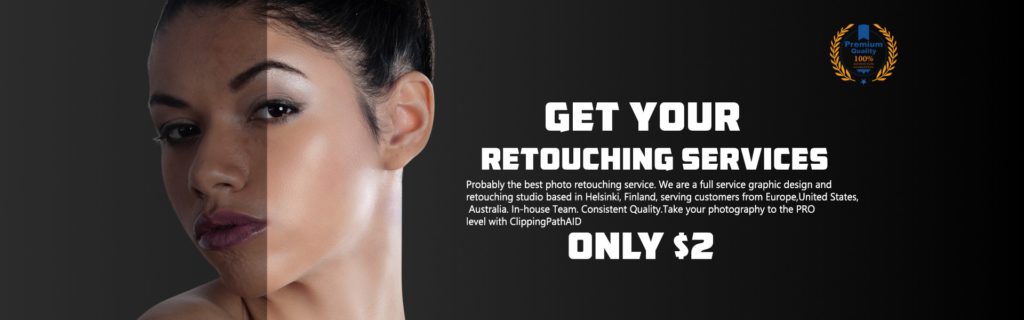 Premium
Quality
100%
GET YOUR
RETOUCHING SERVICES
Probably the best photo retouching service. We are a full service graphic design and
retouching studio based in Helsinki, Finland, serving customers from Europe,United States,
Australia. In-house Team. Consistent Quality.Take your photography to the PRO
level with ClippingPathAID
ONLY $2